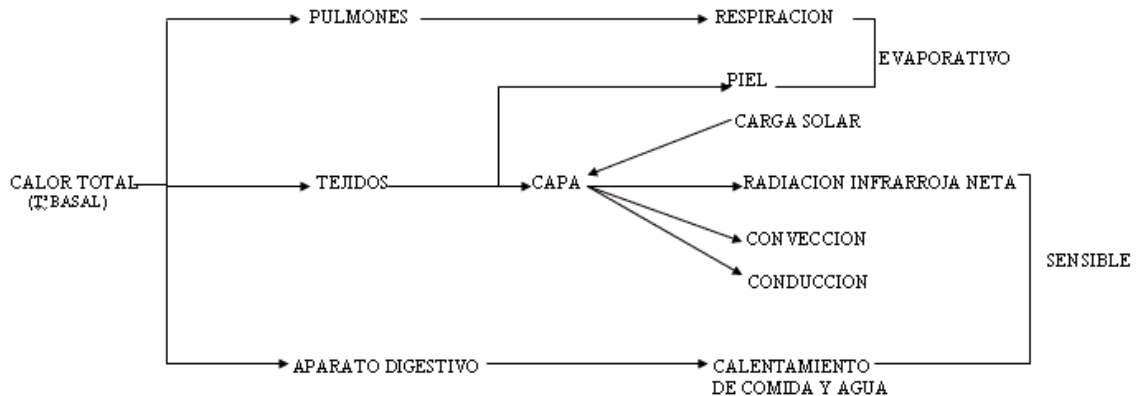 PULMONES
RESPIRACION
EVAPORATIVO
PIEL
CARGA SOLAR
CALOR TOTAL
(Tª BASAL)
TEJIDOS
CAPA
RADIACION INFRARROJA NETA
CONVECCION
SENSIBLE
CONDUCCION
APARATO DIGESTIVO
CALENTAMIENTO
DE COMIDA Y AGUA